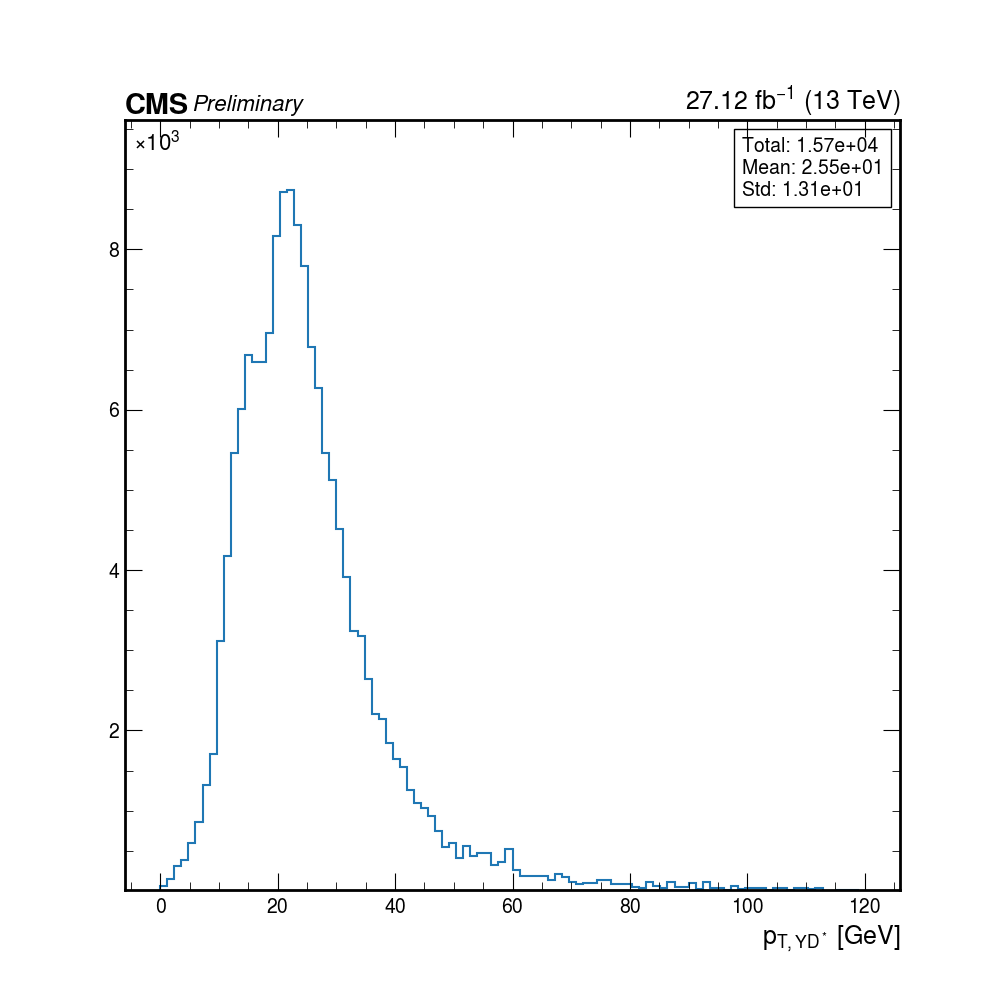 CMS Preliminary 27.12 fb⁻¹ (13 TeV)
×10³
Total: 1.57e+04
Mean: 2.55e+01
Std: 1.31e+01
8
6
4
2
0 20 40 60 80 100 120
p_{T, YD*} [GeV]